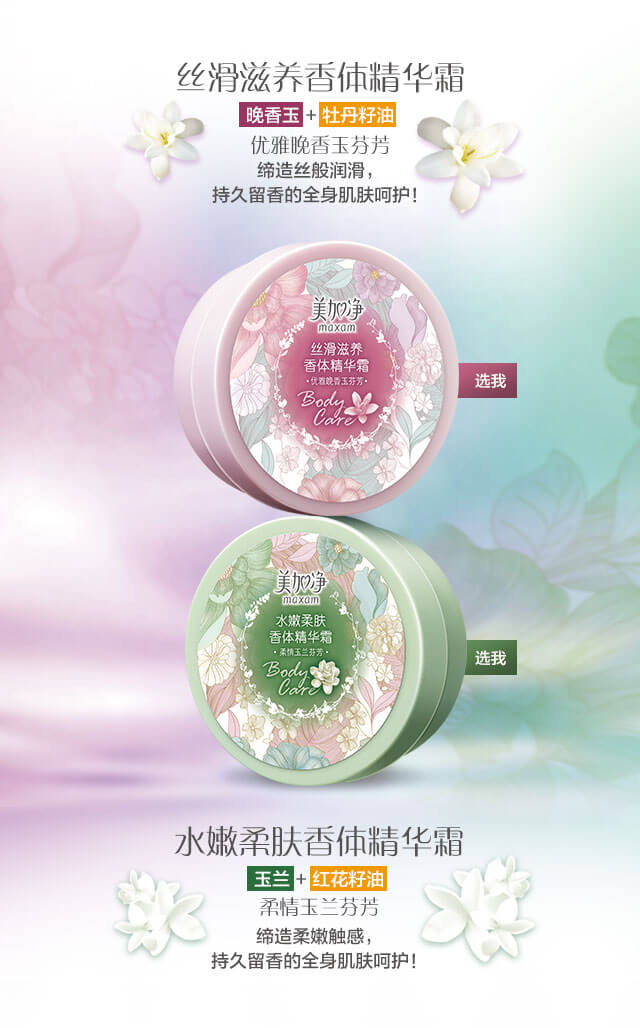 丝滑滋养香体精华霜
晚香玉+牡丹籽油
优雅晚香玉芬芳
缔造丝般润滑，
持久留香的全身肌肤呵护！
美加净
maxam
丝滑滋养
香体精华霜
·优雅晚香玉芬芳·
Body
Care
选我
美加净
maxam
水嫩柔肤
香体精华霜
·柔情玉兰芬芳·
Body
Care
选我
水嫩柔肤香体精华霜
玉兰+红花籽油
柔情玉兰芬芳
缔造柔嫩触感，
持久留香的全身肌肤呵护！